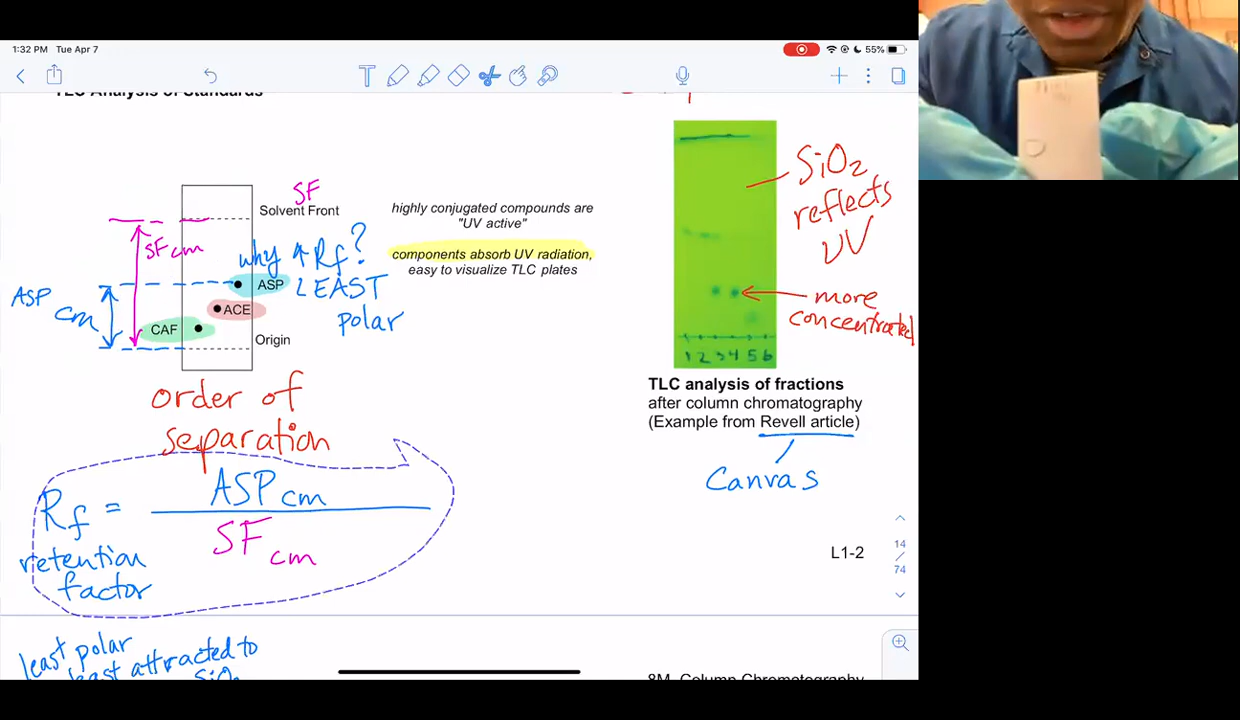 1:32 PM Tue Apr 7
55%
TLC Analysis of Standards
SF
Solvent Front
SF cm
why ↑ Rf?
ASP
LEAST
polar
ASP
cm
ACE
CAF
Origin
order of
separation
Rf = ASP cm
SF cm
retention
factor
highly conjugated compounds are
"UV active"
components absorb UV radiation,
easy to visualize TLC plates
SiO2
reflects
UV
more
concentrated
1 2 3 4 5 6
TLC analysis of fractions
after column chromatography
(Example from Revell article)
Canvas
L1-2
14
74
least polar
least attracted to
SiO2
8M. Column Chromatography